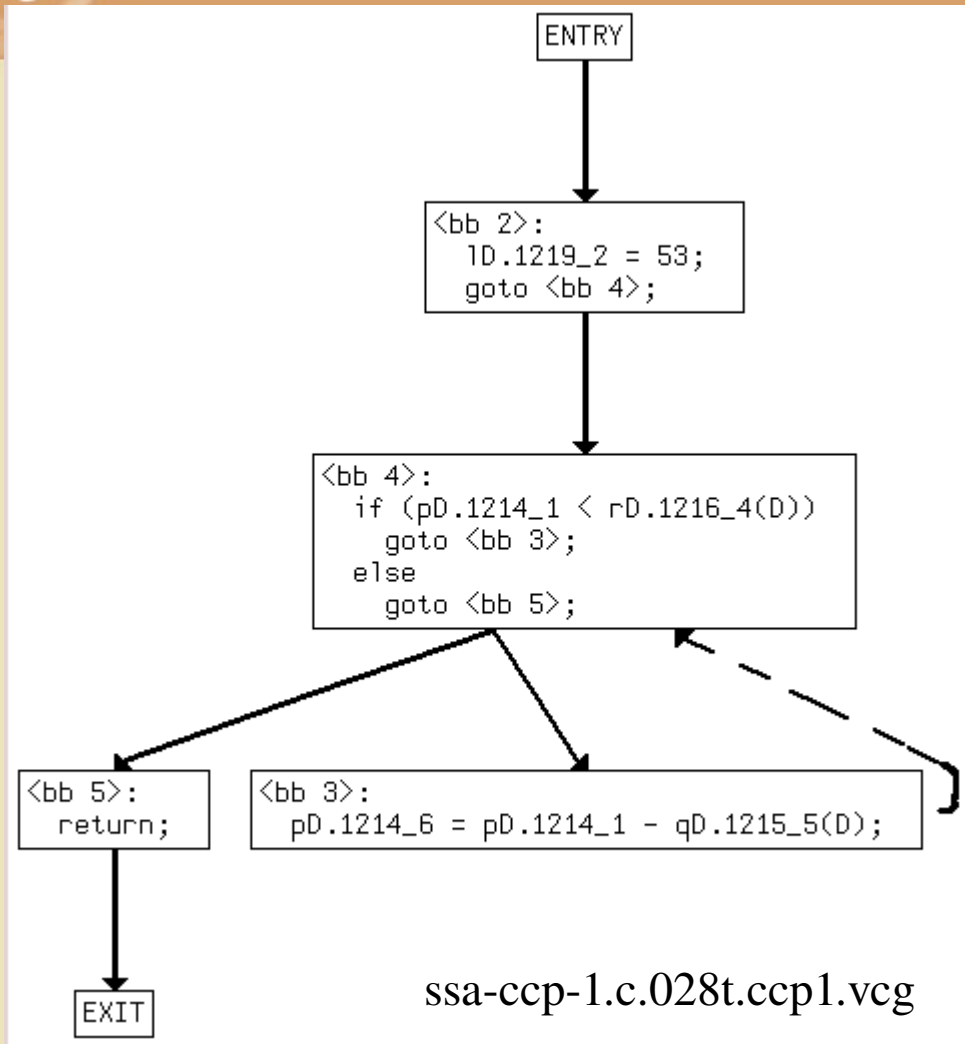 ENTRY
<bb 2>:
lD.1219_2 = 53;
goto <bb 4>;
<bb 4>:
if (pD.1214_1 < rD.1216_4(D))
goto <bb 3>;
else
goto <bb 5>;
<bb 5>:
return;
<bb 3>:
pD.1214_6 = pD.1214_1 - qD.1215_5(D);
EXIT
ssa-ccp-1.c.028t.ccp1.vcg